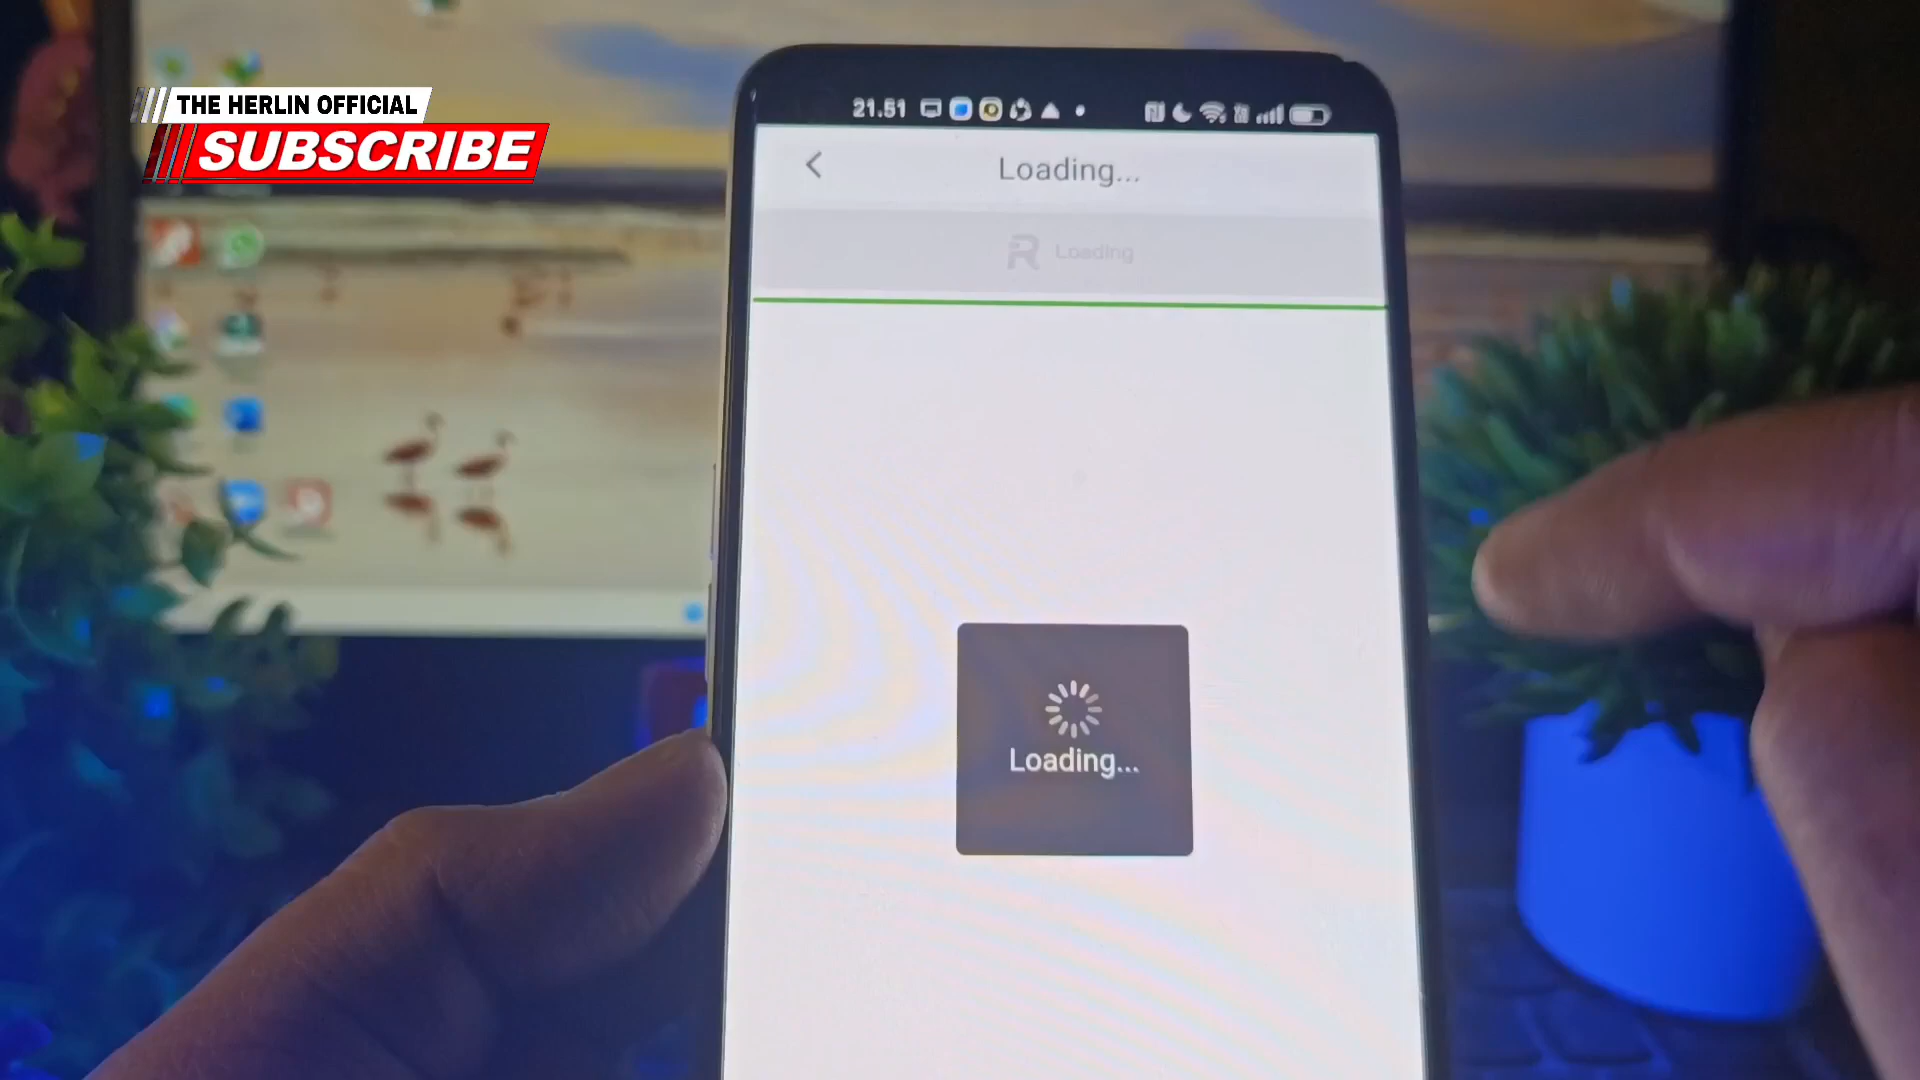 THE HERLIN OFFICIAL
SUBSCRIBE
21.51
Loading...
Loading
Loading...